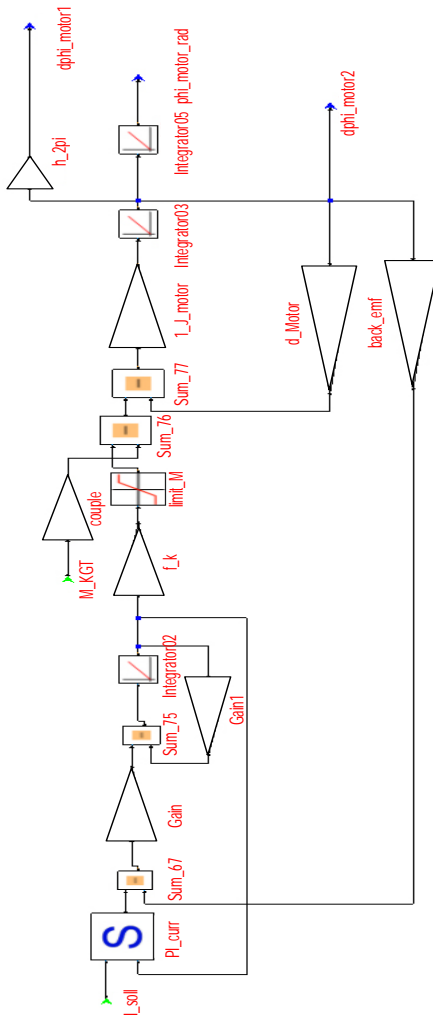 I_soll
PI_curr
S
Sum_67
Gain
Sum_75
Integrator02
Gain1
f_k
M_KGT
couple
limit_M
Sum_76
Sum_77
1_J_motor
Integrator03
Integrator05
phi_motor_rad
h_2pi
dphi_motor1
d_Motor
dphi_motor2
back_emf